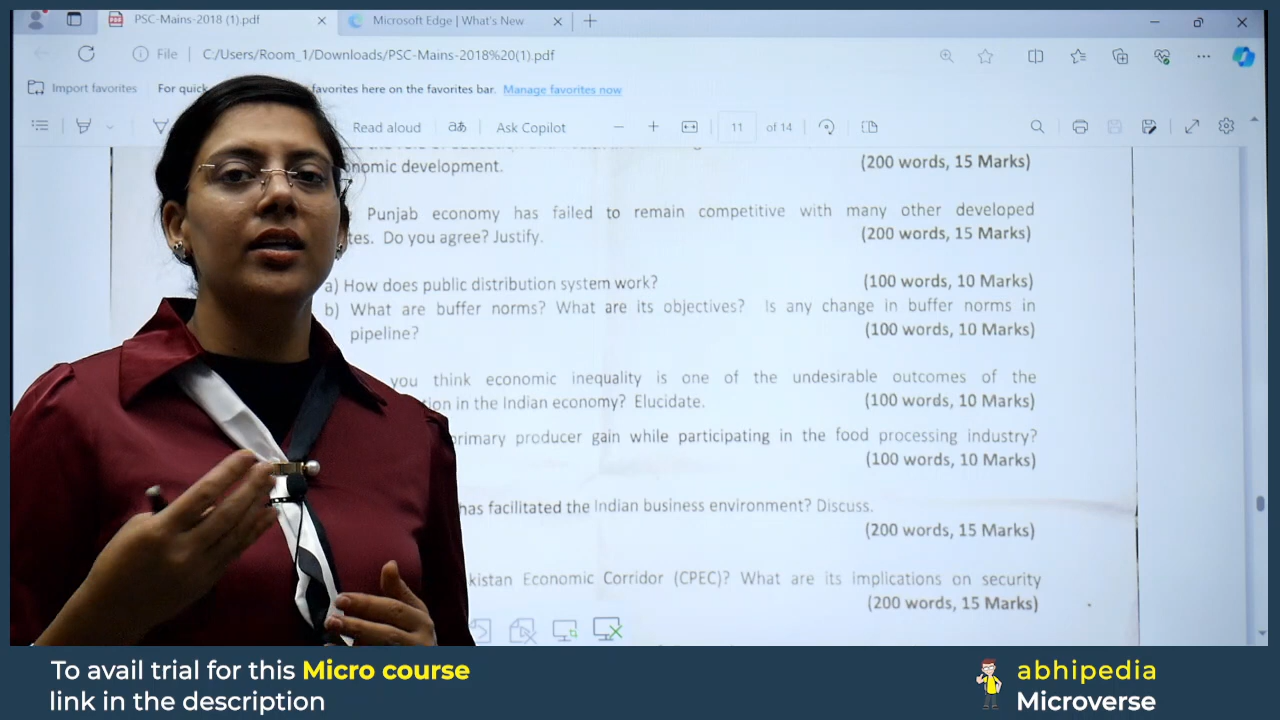 PSC-Mains-2018 (1).pdf
Microsoft Edge | What's New
File
C:/Users/Room_1/Downloads/PSC-Mains-2018%20(1).pdf
Import favorites
For quick
favorites here on the favorites bar. Manage favorites now
Read aloud
Ask Copilot
11 of 14
onomic development. (200 words, 15 Marks)
Punjab economy has failed to remain competitive with many other developed
tes. Do you agree? Justify. (200 words, 15 Marks)
a) How does public distribution system work? (100 words, 10 Marks)
b) What are buffer norms? What are its objectives? Is any change in buffer norms in
pipeline? (100 words, 10 Marks)
you think economic inequality is one of the undesirable outcomes of the
tion in the Indian economy? Elucidate. (100 words, 10 Marks)
primary producer gain while participating in the food processing industry?
(100 words, 10 Marks)
has facilitated the Indian business environment? Discuss.
(200 words, 15 Marks)
kistan Economic Corridor (CPEC)? What are its implications on security
(200 words, 15 Marks)
To avail trial for this Micro course
link in the description
abhipedia
Microverse